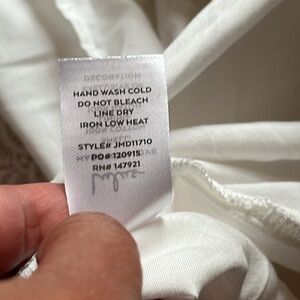 HAND WASH COLD
DO NOT BLEACH
LINE DRY
IRON LOW HEAT
STYLE# JMD11710
PO# 120915
RN# 147921